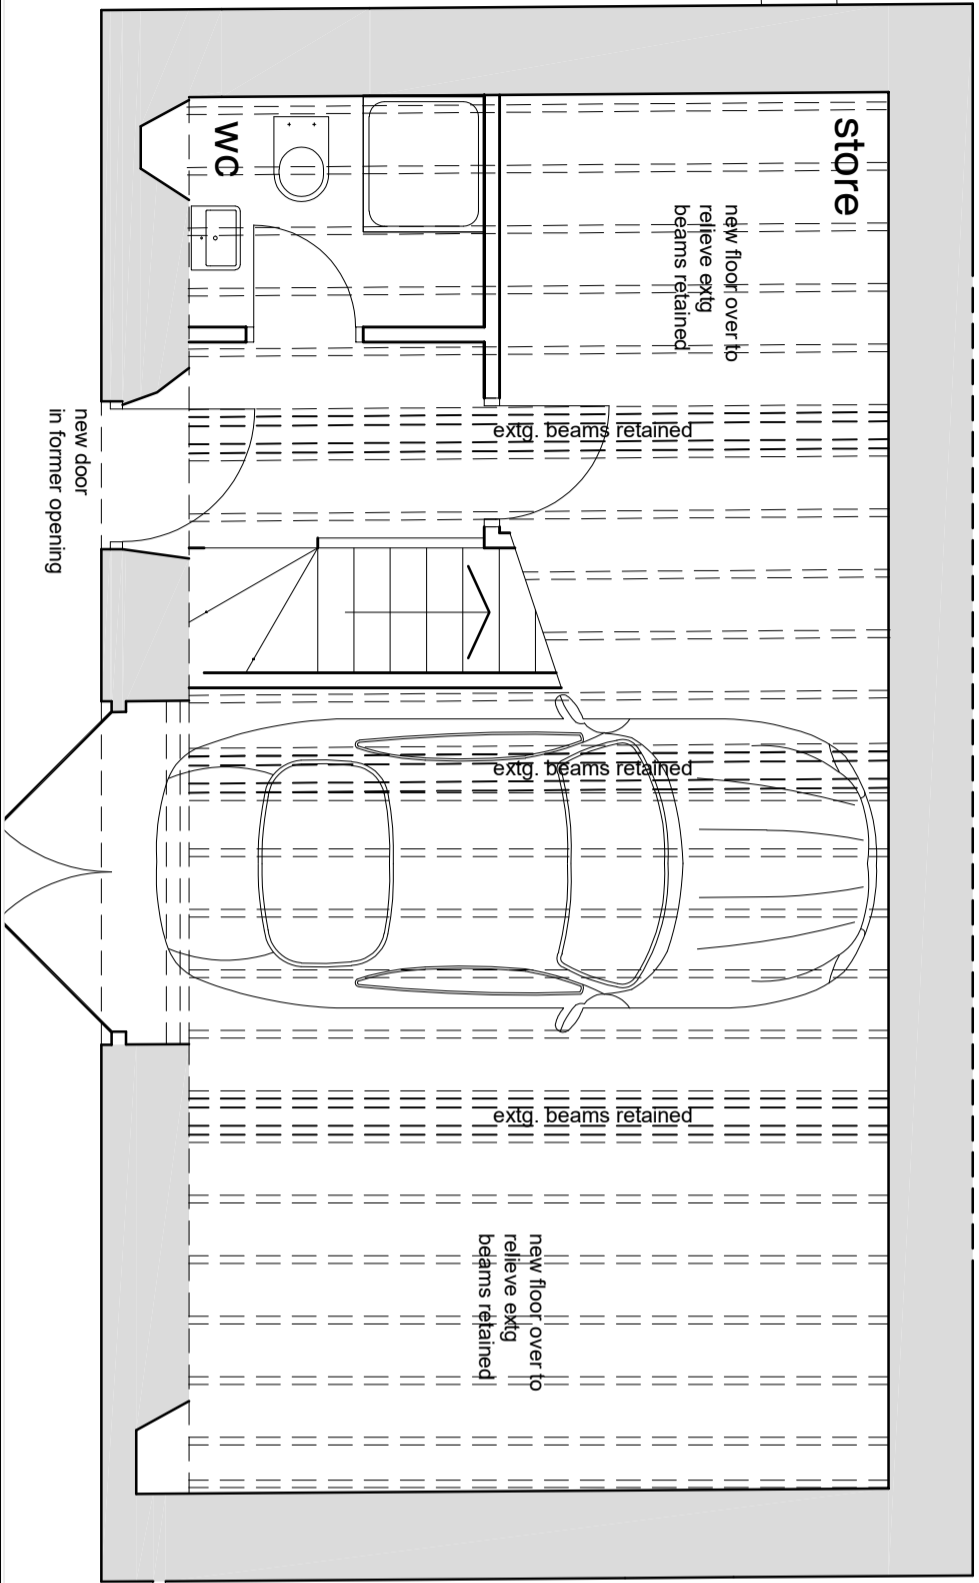 store
wc
new floor over to
relieve extg
beams retained
extg. beams retained
new door
in former opening
extg. beams retained
extg. beams retained
new floor over to
relieve extg
beams retained